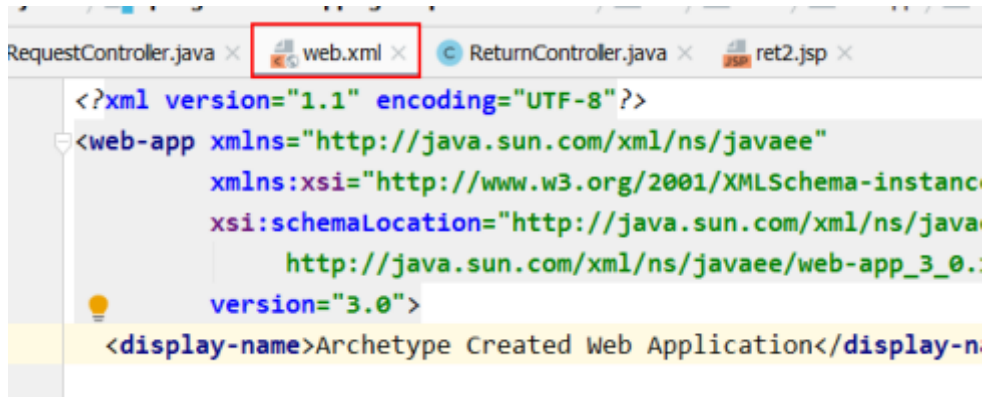 RequestController.java web.xml ReturnController.java JSP ret2.jsp
<?xml version="1.1" encoding="UTF-8"?>
<web-app xmlns="http://java.sun.com/xml/ns/javaee"
xmlns:xsi="http://www.w3.org/2001/XMLSchema-instance
xsi:schemaLocation="http://java.sun.com/xml/ns/javae
http://java.sun.com/xml/ns/javaee/web-app_3_0.
version="3.0">
<display-name>Archetype Created Web Application</display-na